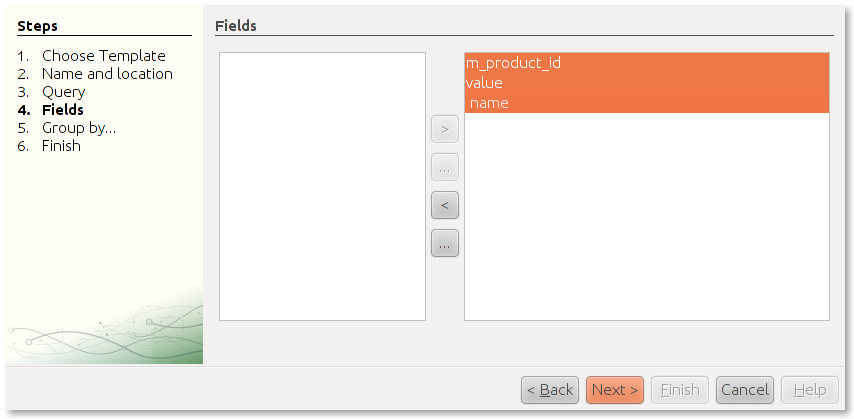 Steps
1. Choose Template
2. Name and location
3. Query
4. Fields
5. Group by...
6. Finish
Fields
m_product_id
value
name
>
...
<
...
< Back
Next >
Finish
Cancel
Help